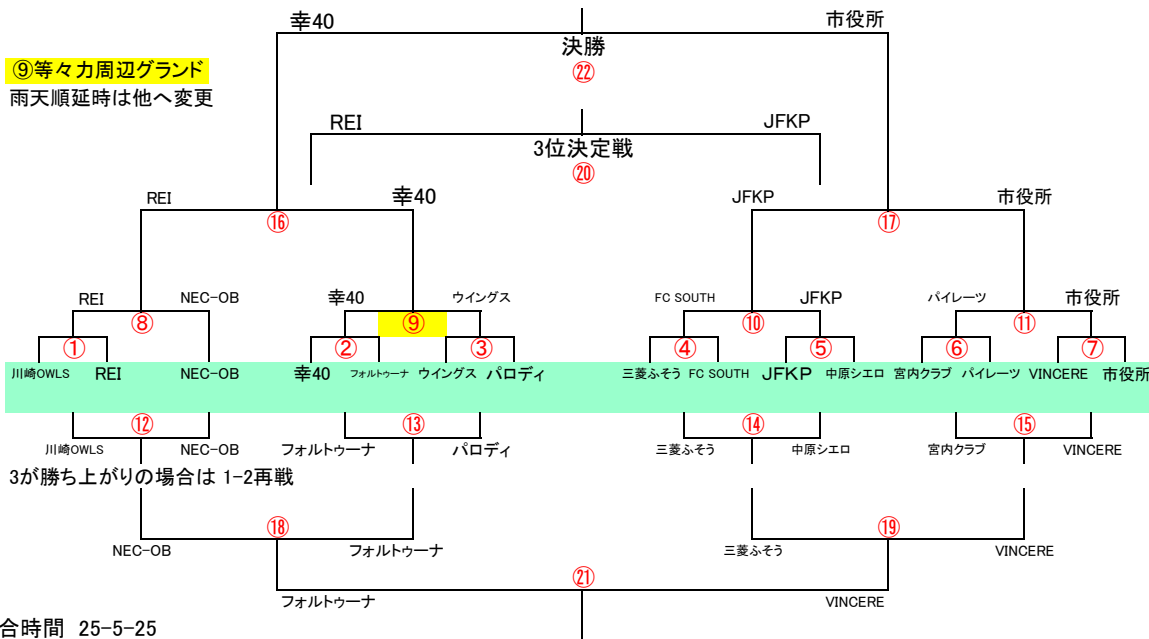 幸40 市役所
決勝
⑨等々力周辺グランド
㉒
雨天順延時は他へ変更
REI JFKP
3位決定戦
⑳
REI 幸40 JFKP 市役所
⑯ ⑰
REI NEC-OB 幸40 ウイングス FC SOUTH JFKP パイレーツ 市役所
⑧ ⑨ ⑩ ⑪
① ② ③ ④ ⑤ ⑥ ⑦
川崎OWLS REI NEC-OB 幸40 フォルトゥーナ ウイングス パロディ 三菱ふそう FC SOUTH JFKP 中原シエロ 宮内クラブ パイレーツ VINCERE 市役所
⑫ ⑬ ⑭ ⑮
川崎OWLS NEC-OB フォルトゥーナ パロディ 三菱ふそう 中原シエロ 宮内クラブ VINCERE
3が勝ち上がりの場合は 1-2再戦
⑱ ⑲
NEC-OB フォルトゥーナ 三菱ふそう VINCERE
㉑
フォルトゥーナ VINCERE
合時間 25-5-25